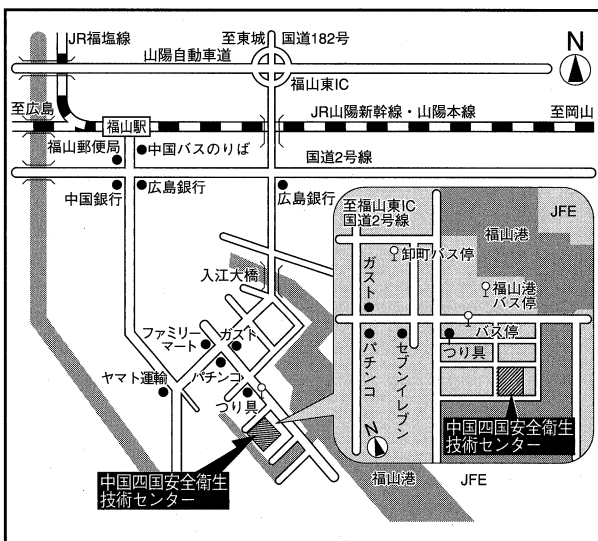 JR福塩線
至東城
国道182号
N
山陽自動車道
福山東IC
至広島
JR山陽新幹線・山陽本線
至岡山
福山駅
福山郵便局
中国バスのりば
国道2号線
中国銀行
広島銀行
広島銀行
至福山東IC
国道2号線
JFE
福山港
卸町バス停
ガスト
福山港
バス停
入江大橋
バス停
ファミリー
マート
ガスト
つり具
パチンコ
セブンイレブン
パチンコ
ヤマト運輸
つり具
中国四国安全衛生
技術センター
N
福山港
JFE
中国四国安全衛生
技術センター